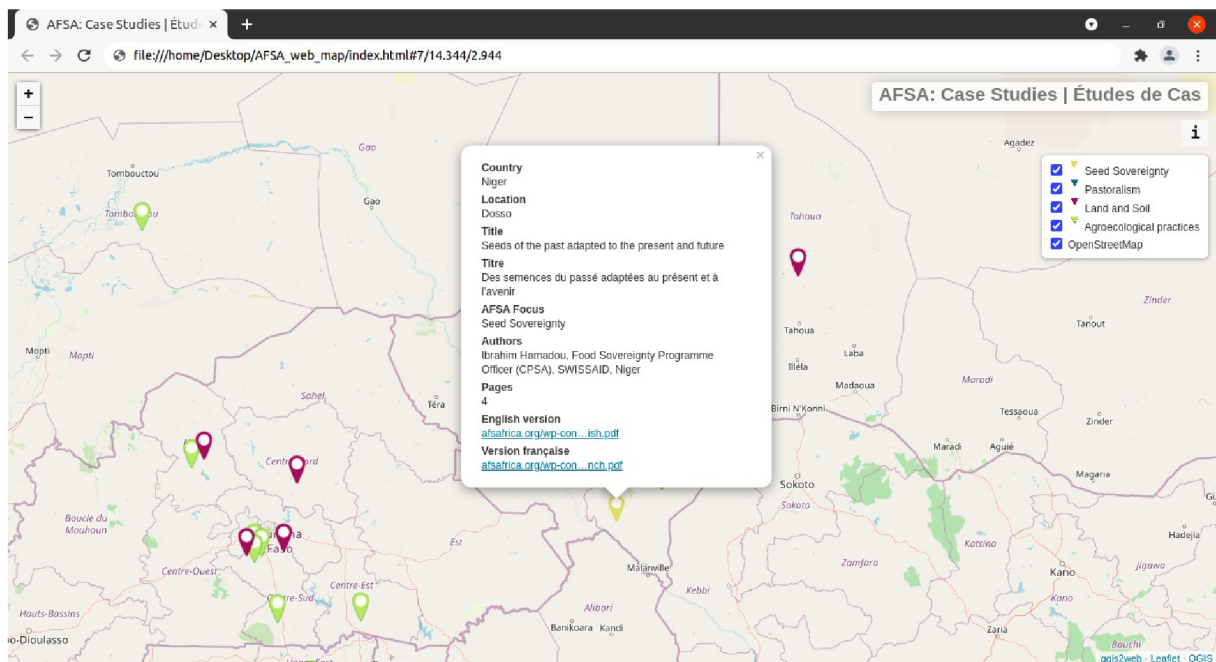 AFSA: Case Studies | Étud
file:///home/Desktop/AFSA_web_map/index.html#7/14.344/2.944
+
−
AFSA: Case Studies | Études de Cas
i
Seed Sovereignty
Pastoralism
Land and Soil
Agroecological practices
OpenStreetMap
Country
Niger
Location
Dosso
Title
Seeds of the past adapted to the present and future
Titre
Des semences du passé adaptées au présent et à
l'avenir
AFSA Focus
Seed Sovereignty
Authors
Ibrahim Hamadou, Food Sovereignty Programme
Officer (CPSA), SWISSAID, Niger
Pages
4
English version
afsafrica.org/wp-con…ish.pdf
Version française
afsafrica.org/wp-con…nch.pdf
Gao
Agadez
Tombouctou
Gao
Tahoua
Zinder
Tanout
Tahoua
Mopti
Mopti
Laba
Illéla
Maradi
Madaoua
Sahel
Téra
Birni N'Konni
Tessaoua
Zinder
Maradi
Aguié
Magaria
Sokoto
Sokoto
Boucle du
Mouhoun
Faso
Est
Katsina
Hadejia
Malanville
Zamfara
Centre-Ouest
Kebbi
Kano
Jigawa
Centre-Est
Kano
Hauts-Bassins
Alibori
Banikoara
Kandi
Zaria
Bauchi
qgis2web · Leaflet · QGIS